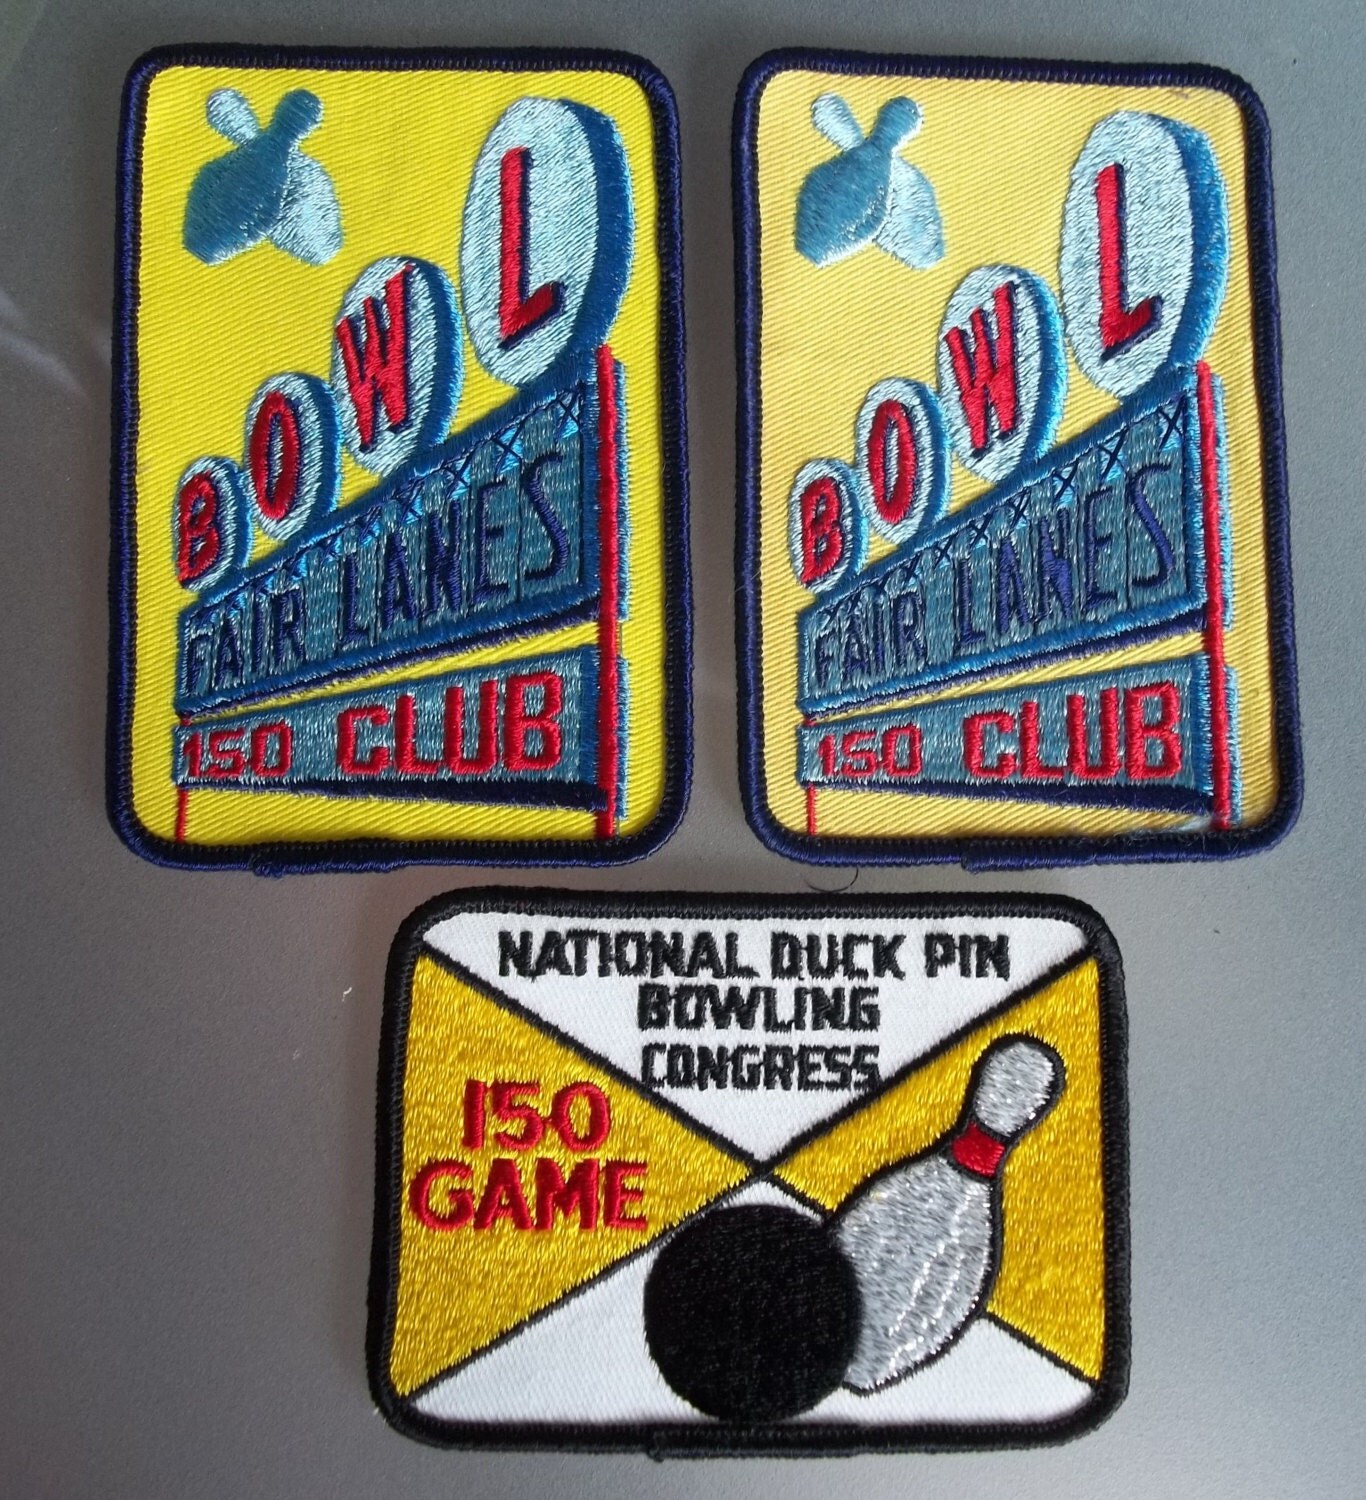 BOWL
FAIR LANES
150 CLUB
BOWL
FAIR LANES
150 CLUB
NATIONAL DUCK PIN
BOWLING
CONGRESS
150
GAME